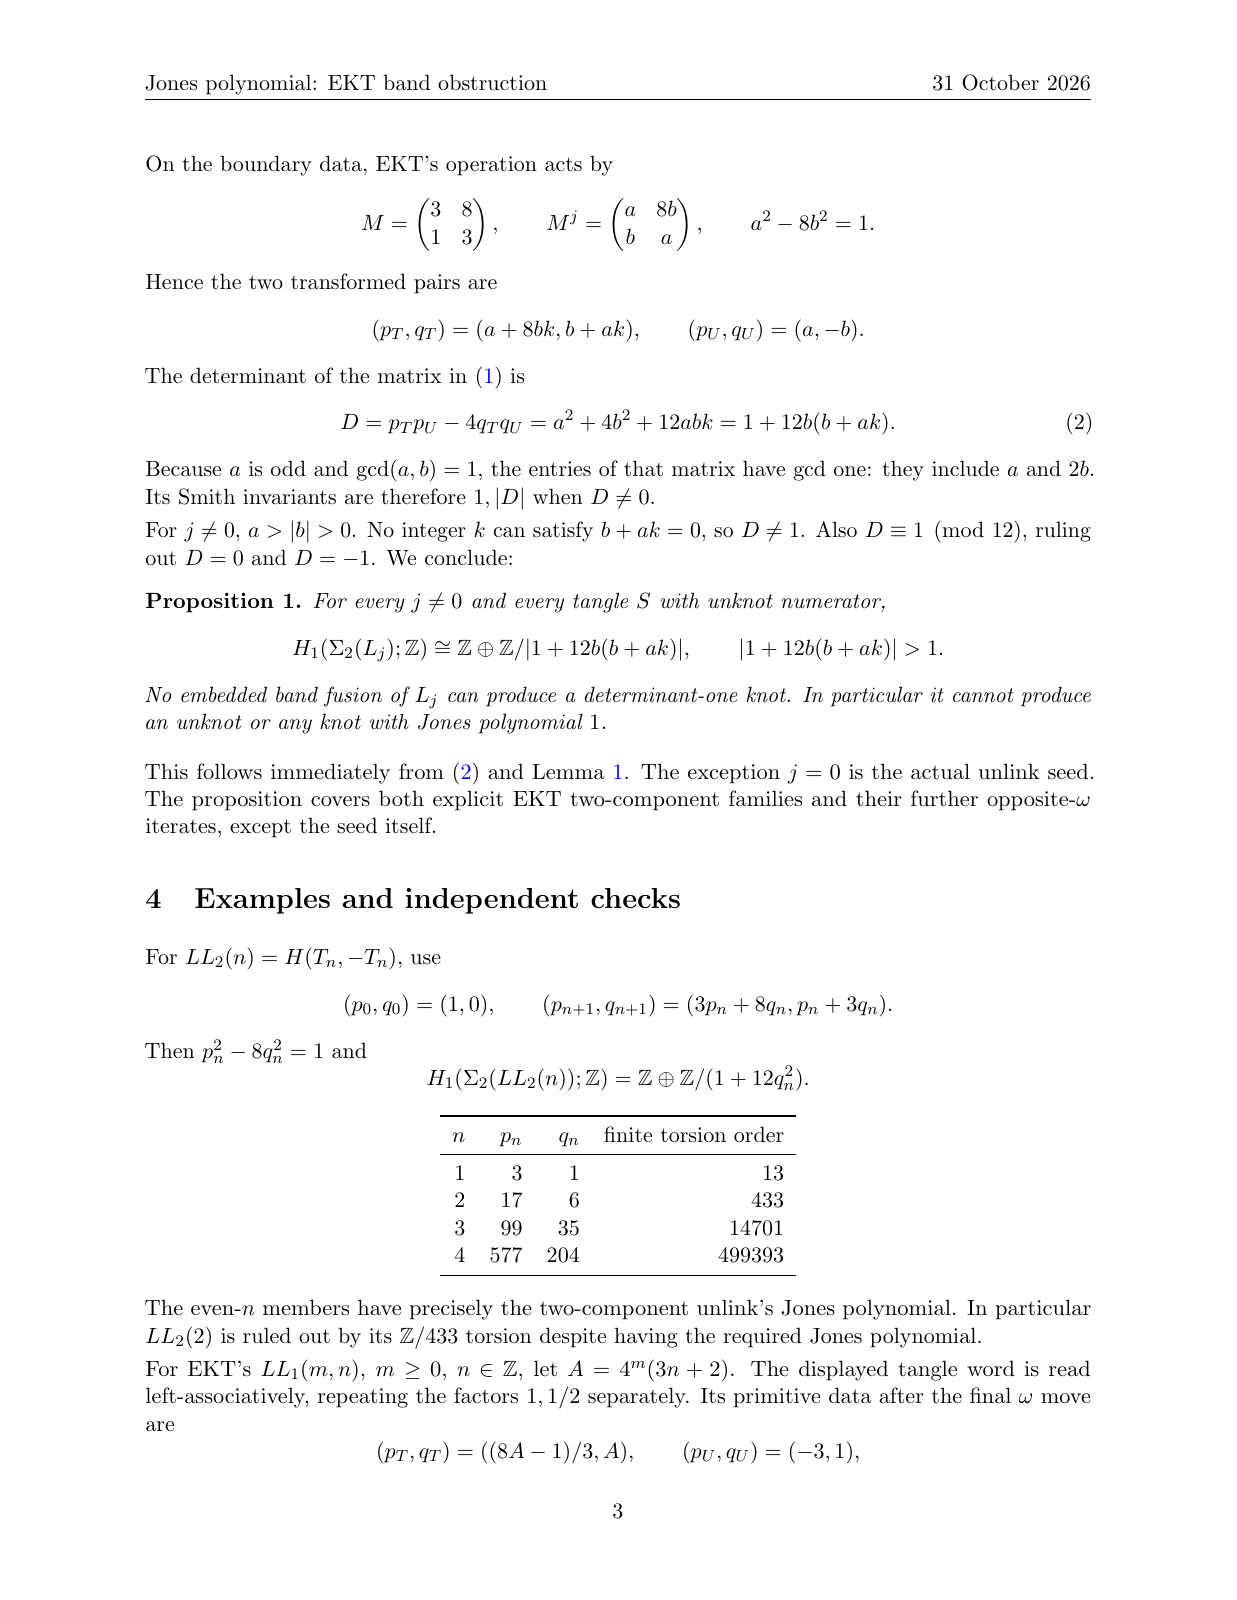 Jones polynomial: EKT band obstruction 31 October 2026
On the boundary data, EKT's operation acts by
M = \begin{pmatrix} 3 & 8 \\ 1 & 3 \end{pmatrix}, M^j = \begin{pmatrix} a & 8b \\ b & a \end{pmatrix}, a^2 − 8b^2 = 1.
Hence the two transformed pairs are
(p_T, q_T) = (a + 8bk, b + ak), (p_U, q_U) = (a, −b).
The determinant of the matrix in (1) is
D = p_T p_U − 4q_T q_U = a^2 + 4b^2 + 12abk = 1 + 12b(b + ak). (2)
Because a is odd and gcd(a, b) = 1, the entries of that matrix have gcd one: they include a and 2b.
Its Smith invariants are therefore 1, |D| when D ≠ 0.
For j ≠ 0, a > |b| > 0. No integer k can satisfy b + ak = 0, so D ≠ 1. Also D ≡ 1 (mod 12), ruling
out D = 0 and D = −1. We conclude:
Proposition 1. For every j ≠ 0 and every tangle S with unknot numerator,
H_1(Σ_2(L_j); ℤ) ≅ ℤ ⊕ ℤ/|1 + 12b(b + ak)|, |1 + 12b(b + ak)| > 1.
No embedded band fusion of L_j can produce a determinant-one knot. In particular it cannot produce
an unknot or any knot with Jones polynomial 1.
This follows immediately from (2) and Lemma 1. The exception j = 0 is the actual unlink seed.
The proposition covers both explicit EKT two-component families and their further opposite-ω
iterates, except the seed itself.
4 Examples and independent checks
For LL_2(n) = H(T_n, −T_n), use
(p_0, q_0) = (1, 0), (p_{n+1}, q_{n+1}) = (3p_n + 8q_n, p_n + 3q_n).
Then p_n^2 − 8q_n^2 = 1 and
H_1(Σ_2(LL_2(n)); ℤ) = ℤ ⊕ ℤ/(1 + 12q_n^2).
n p_n q_n finite torsion order
1 3 1 13
2 17 6 433
3 99 35 14701
4 577 204 499393
The even-n members have precisely the two-component unlink's Jones polynomial. In particular
LL_2(2) is ruled out by its ℤ/433 torsion despite having the required Jones polynomial.
For EKT's LL_1(m, n), m ≥ 0, n ∈ ℤ, let A = 4^m(3n + 2). The displayed tangle word is read
left-associatively, repeating the factors 1, 1/2 separately. Its primitive data after the final ω move
are
(p_T, q_T) = ((8A − 1)/3, A), (p_U, q_U) = (−3, 1),
3